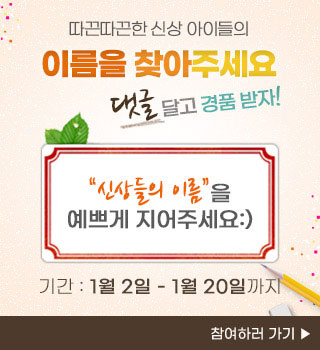 따끈따끈한 신상 아이들의
이름을 찾아주세요
댓글 달고 경품 받자!
“신상들의 이름”을
예쁘게 지어주세요:)
기간 : 1월 2일 - 1월 20일까지
참여하러 가기 ▶